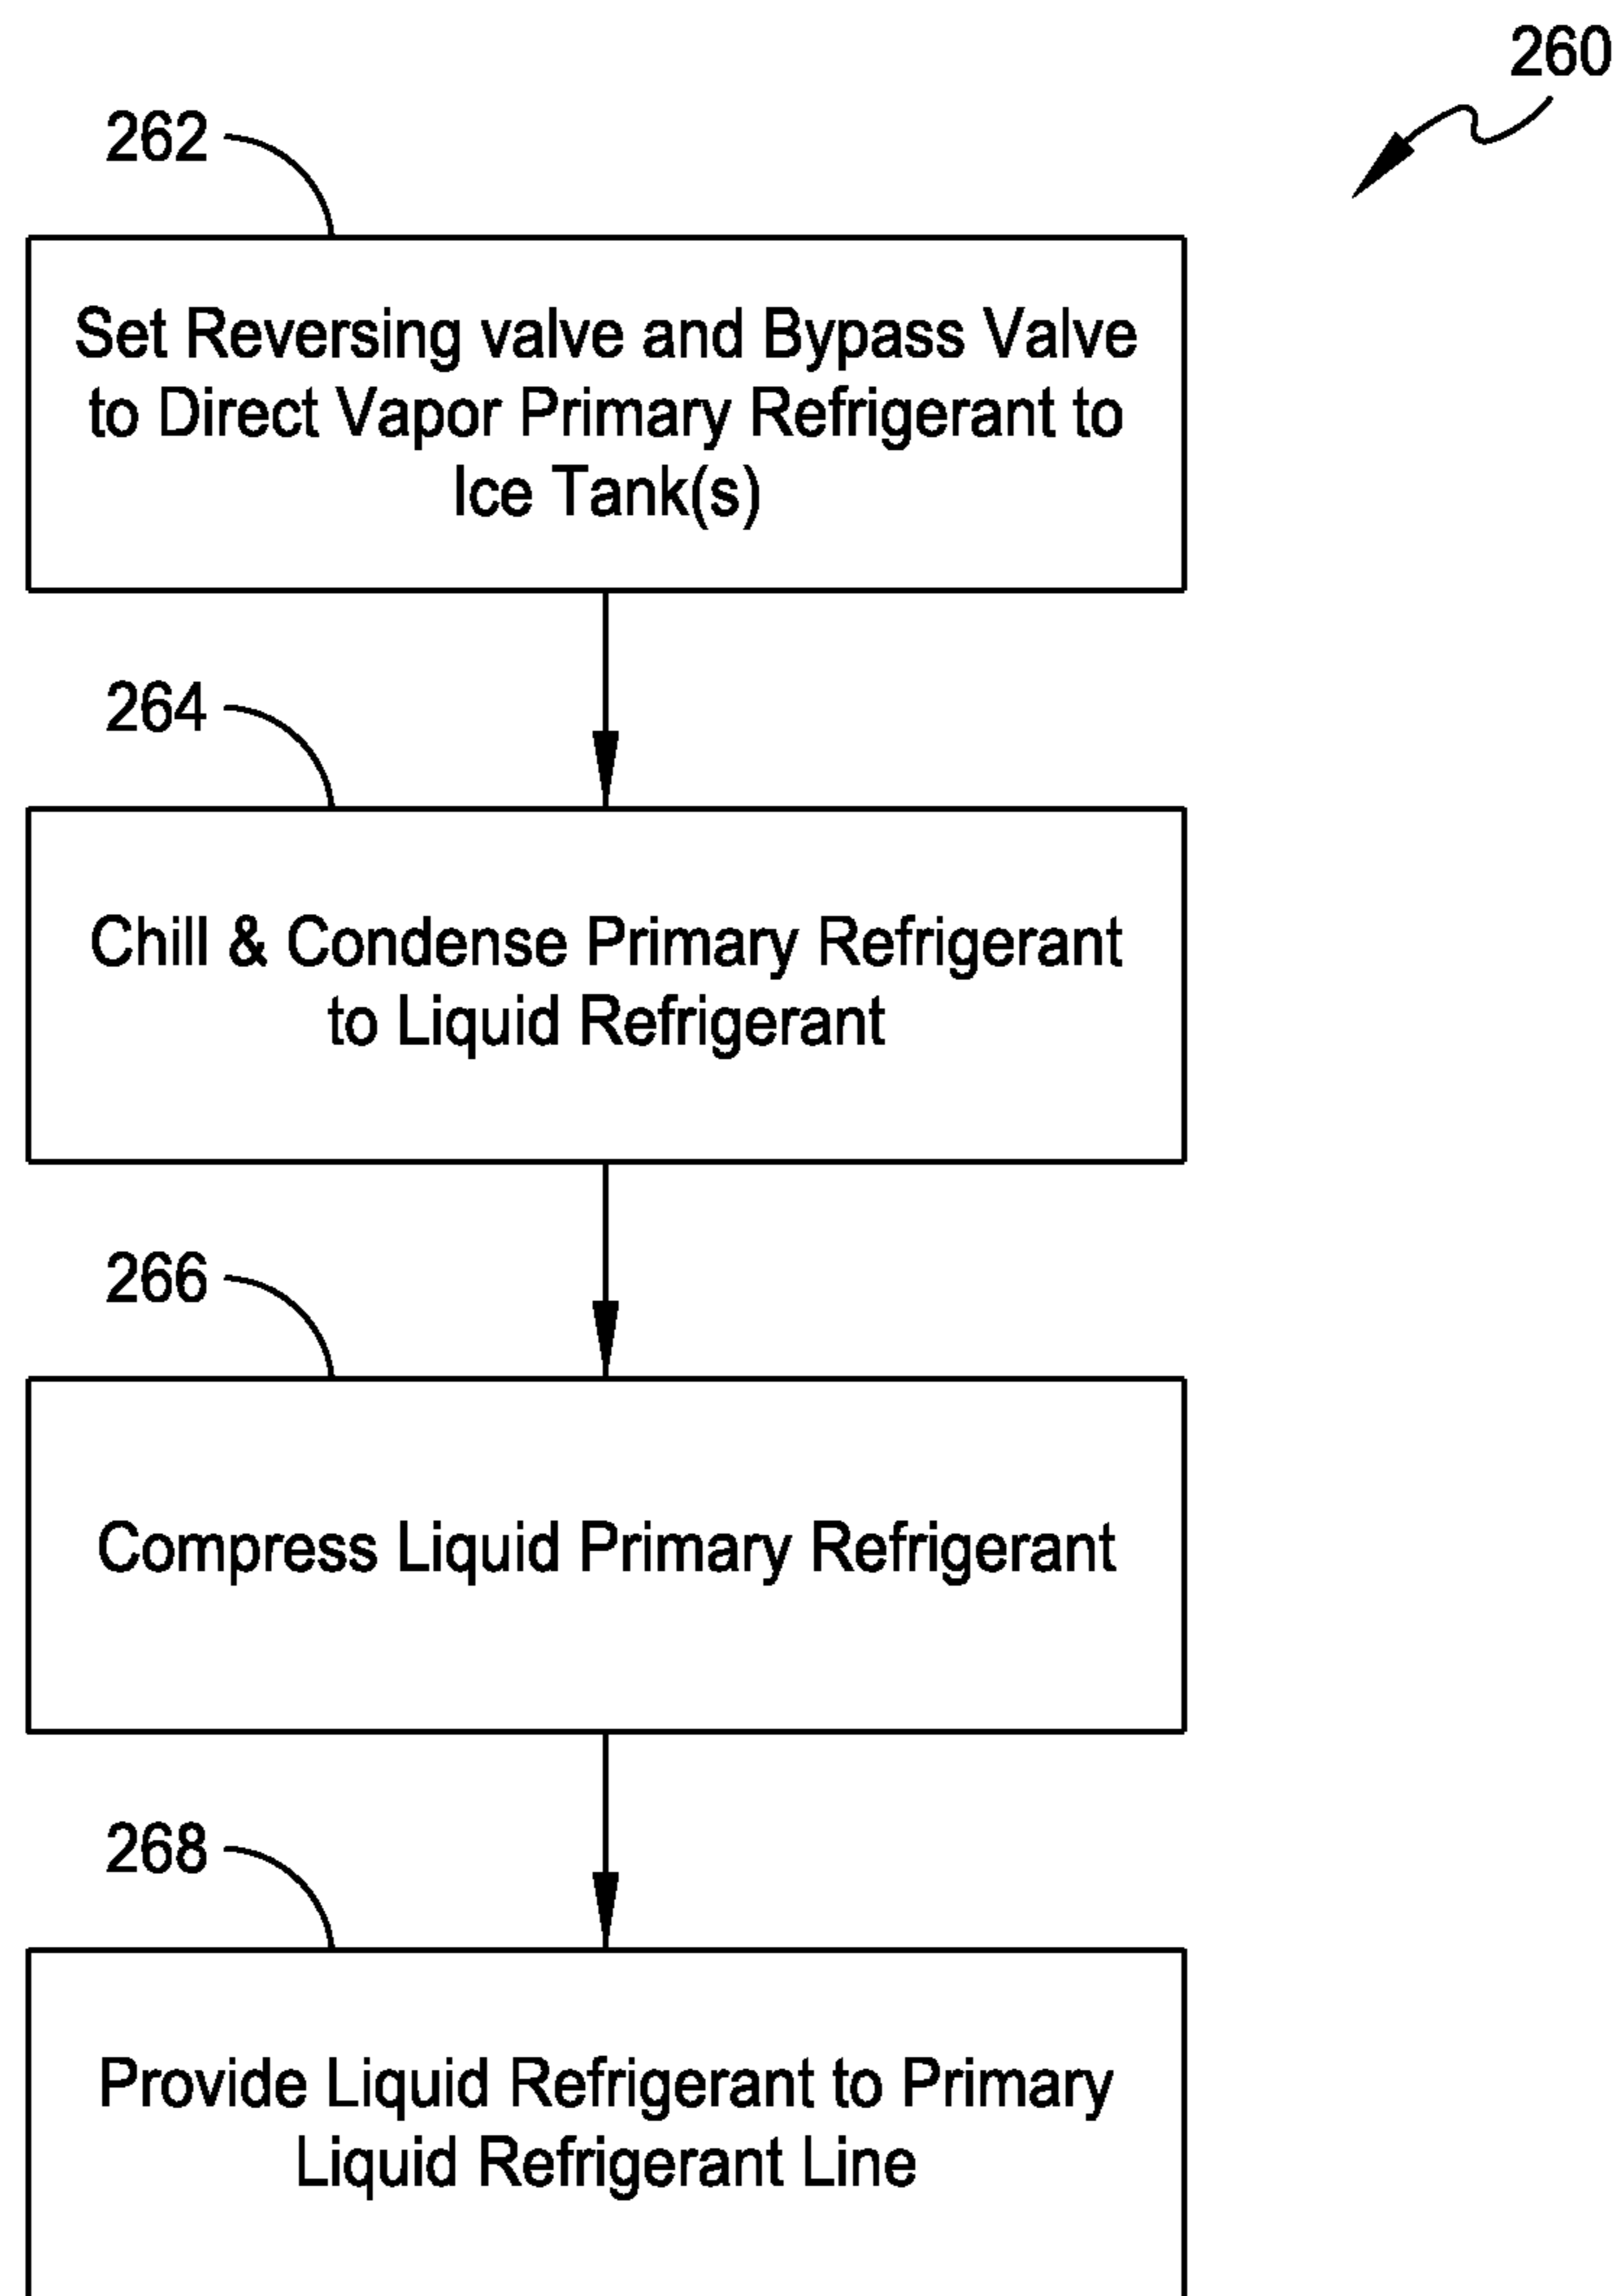 260
262
Set Reversing valve and Bypass Valve
to Direct Vapor Primary Refrigerant to
Ice Tank(s)
264
Chill & Condense Primary Refrigerant
to Liquid Refrigerant
266
Compress Liquid Primary Refrigerant
268
Provide Liquid Refrigerant to Primary
Liquid Refrigerant Line